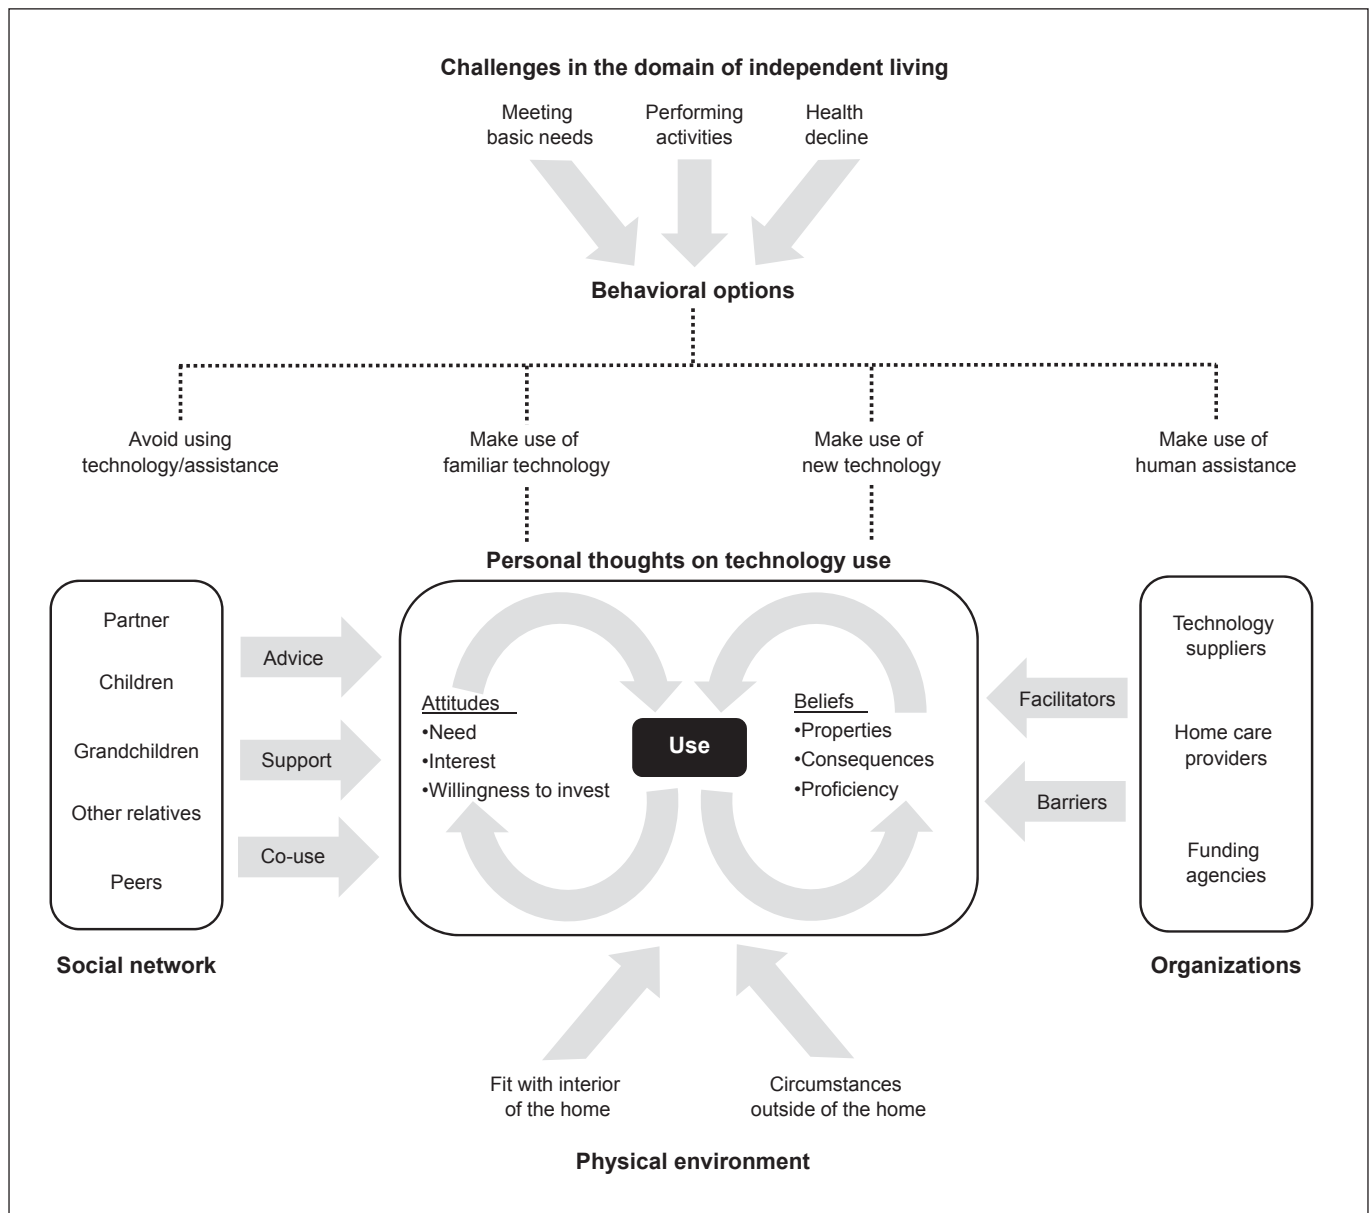 Challenges in the domain of independent living
Meeting
basic needs
Performing
activities
Health
decline
Behavioral options
Avoid using
technology/assistance
Make use of
familiar technology
Make use of
new technology
Make use of
human assistance
Personal thoughts on technology use
Partner
Children
Grandchildren
Other relatives
Peers
Social network
Advice
Support
Co-use
Attitudes
•Need
•Interest
•Willingness to invest
Use
Beliefs
•Properties
•Consequences
•Proficiency
Facilitators
Barriers
Technology
suppliers
Home care
providers
Funding
agencies
Organizations
Fit with interior
of the home
Circumstances
outside of the home
Physical environment